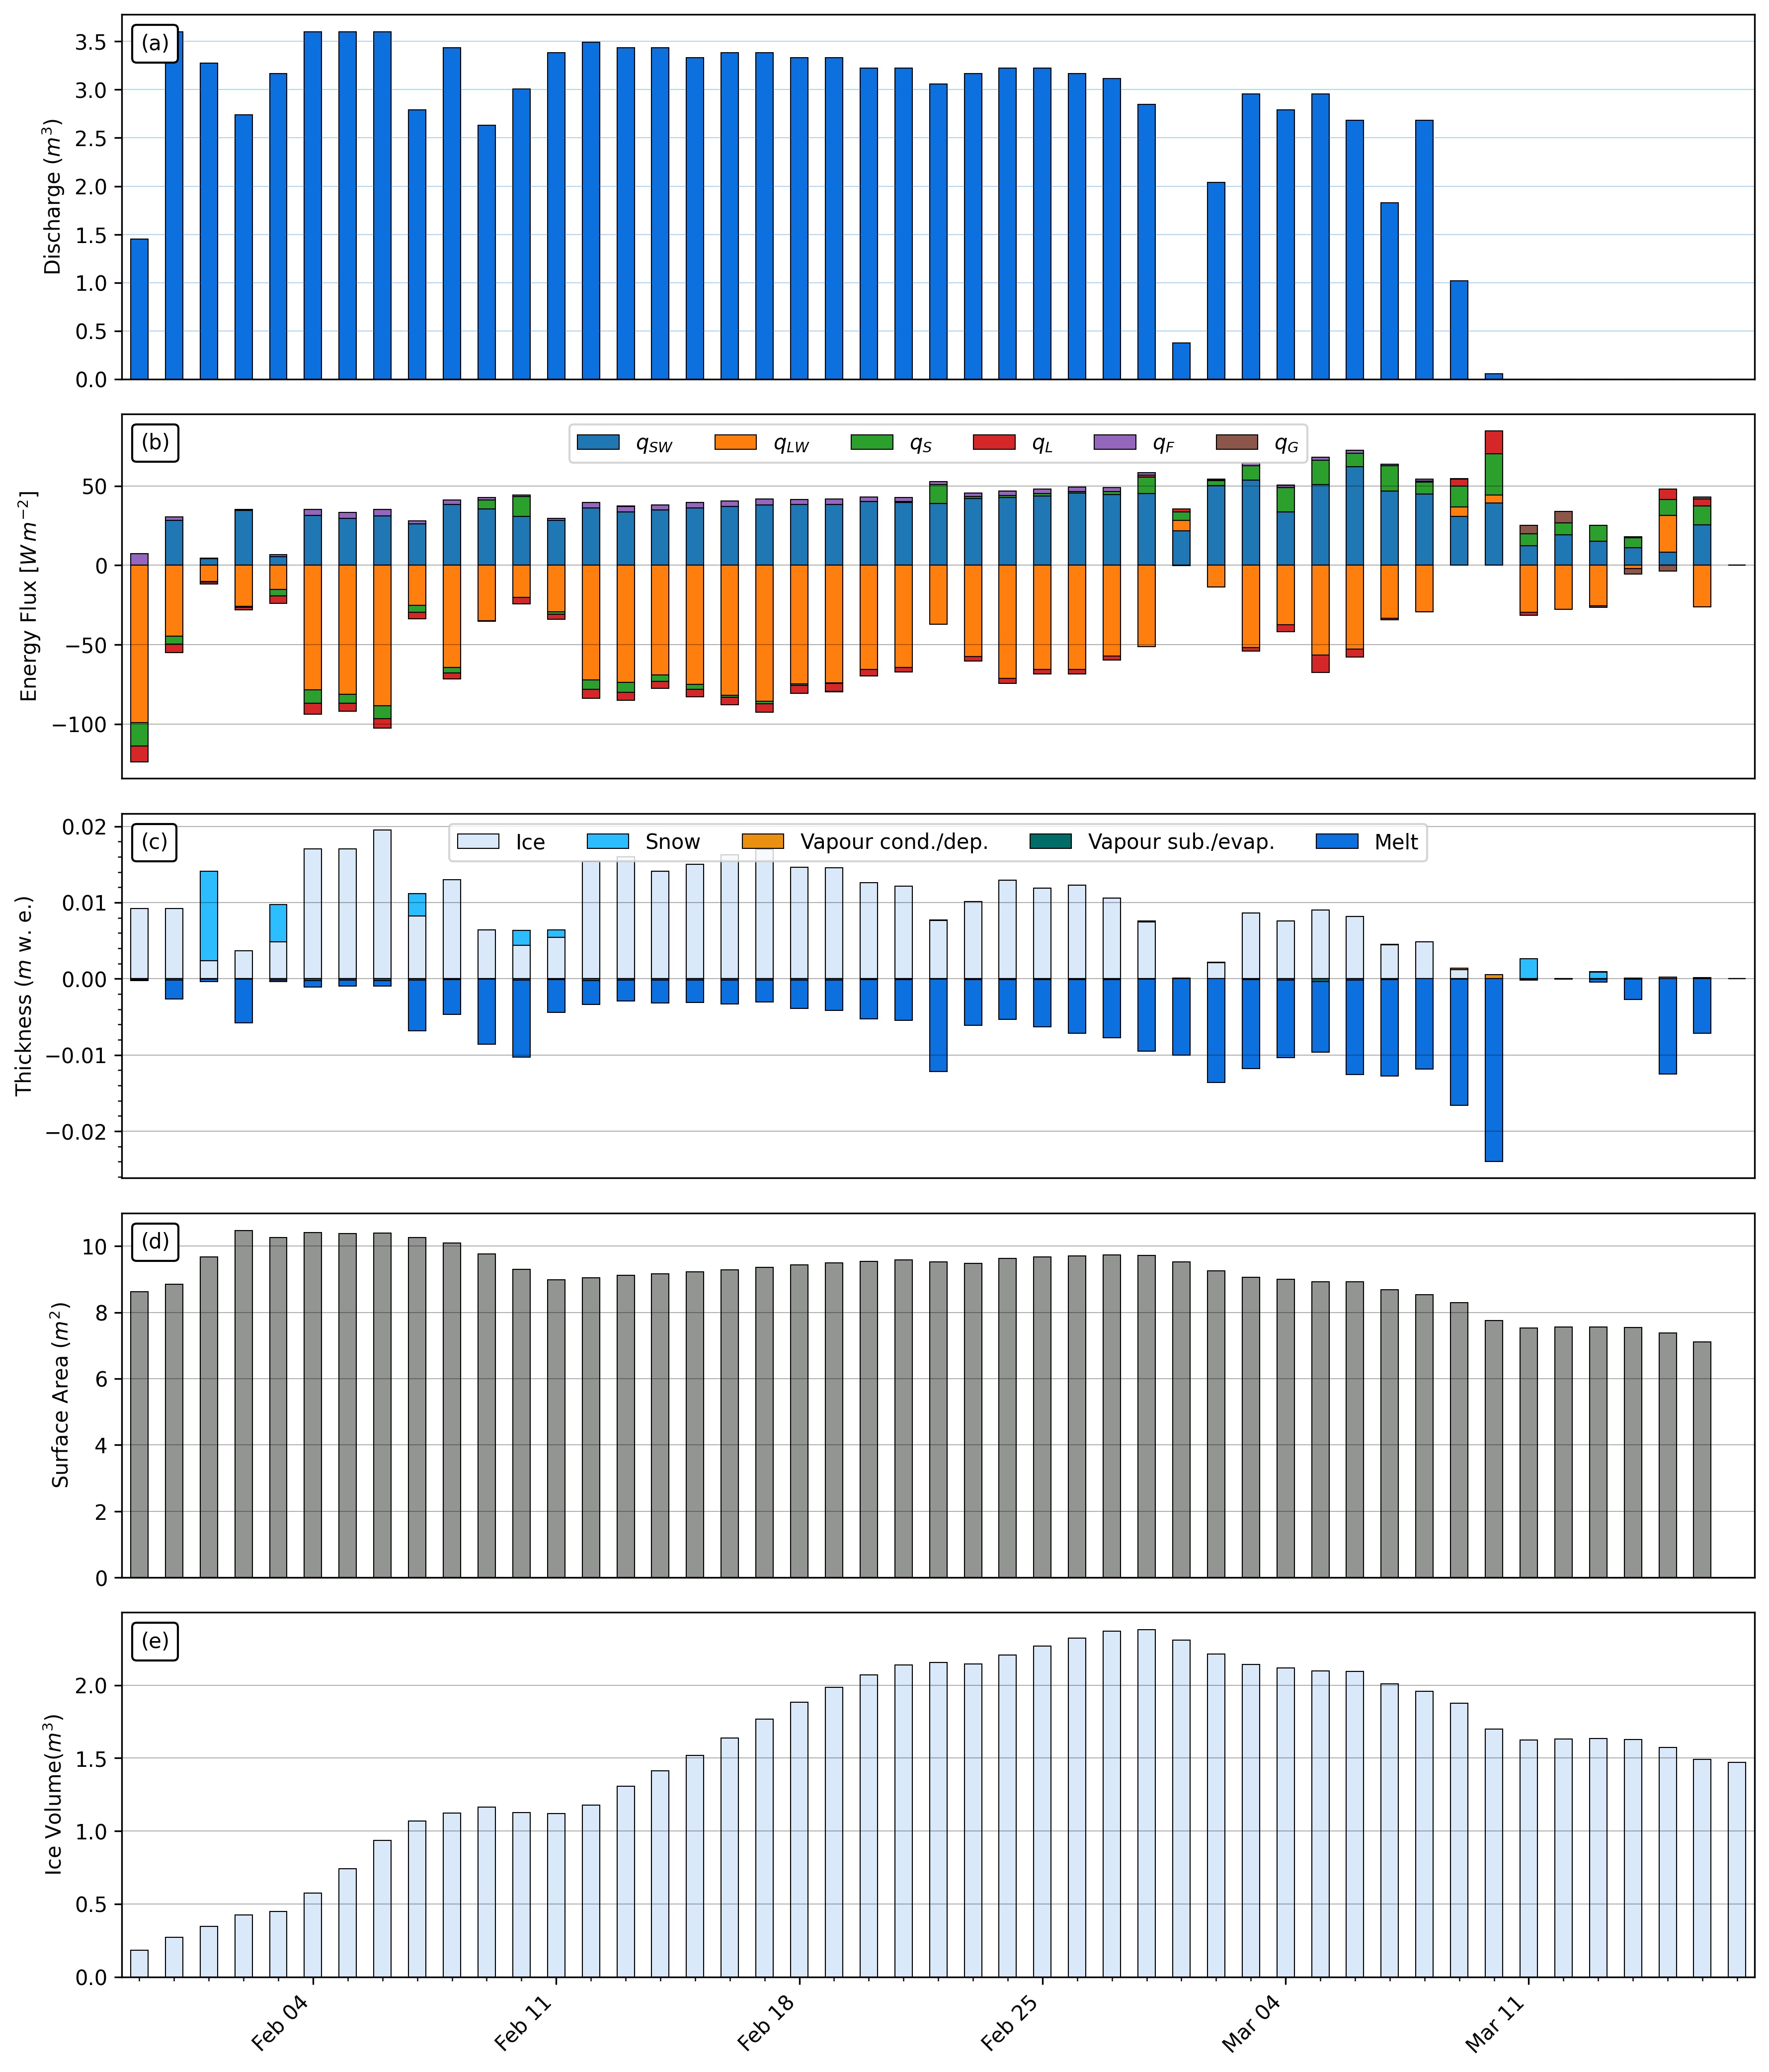 (a)
Discharge (m³)
3.5
3.0
2.5
2.0
1.5
1.0
0.5
0.0
(b)
q_SW q_LW q_S q_L q_F q_G
Energy Flux [W m⁻²]
50
0
−50
−100
(c)
Ice Snow Vapour cond./dep. Vapour sub./evap. Melt
Thickness (m w. e.)
0.02
0.01
0.00
−0.01
−0.02
(d)
Surface Area (m²)
10
8
6
4
2
0
(e)
Ice Volume(m³)
2.0
1.5
1.0
0.5
0.0
Feb 04 Feb 11 Feb 18 Feb 25 Mar 04 Mar 11